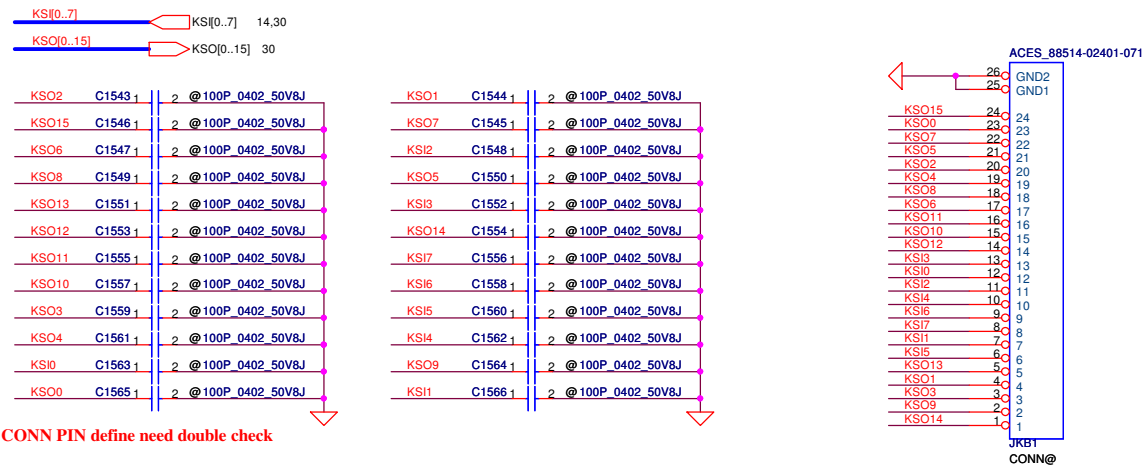 KSI[0..7] KSI[0..7] 14,30
KSO[0..15] KSO[0..15] 30
KSO2 C1543 1 2 @100P_0402_50V8J
KSO15 C1546 1 2 @100P_0402_50V8J
KSO6 C1547 1 2 @100P_0402_50V8J
KSO8 C1549 1 2 @100P_0402_50V8J
KSO13 C1551 1 2 @100P_0402_50V8J
KSO12 C1553 1 2 @100P_0402_50V8J
KSO11 C1555 1 2 @100P_0402_50V8J
KSO10 C1557 1 2 @100P_0402_50V8J
KSO3 C1559 1 2 @100P_0402_50V8J
KSO4 C1561 1 2 @100P_0402_50V8J
KSI0 C1563 1 2 @100P_0402_50V8J
KSO0 C1565 1 2 @100P_0402_50V8J
CONN PIN define need double check
KSO1 C1544 1 2 @100P_0402_50V8J
KSO7 C1545 1 2 @100P_0402_50V8J
KSI2 C1548 1 2 @100P_0402_50V8J
KSO5 C1550 1 2 @100P_0402_50V8J
KSI3 C1552 1 2 @100P_0402_50V8J
KSO14 C1554 1 2 @100P_0402_50V8J
KSI7 C1556 1 2 @100P_0402_50V8J
KSI6 C1558 1 2 @100P_0402_50V8J
KSI5 C1560 1 2 @100P_0402_50V8J
KSI4 C1562 1 2 @100P_0402_50V8J
KSO9 C1564 1 2 @100P_0402_50V8J
KSI1 C1566 1 2 @100P_0402_50V8J
ACES_88514-02401-071
26 GND2
25 GND1
KSO15 24 24
KSO0 23 23
KSO7 22 22
KSO5 21 21
KSO2 20 20
KSO4 19 19
KSO8 18 18
KSO6 17 17
KSO11 16 16
KSO10 15 15
KSO12 14 14
KSI3 13 13
KSI0 12 12
KSI2 11 11
KSI4 10 10
KSI6 9 9
KSI7 8 8
KSI1 7 7
KSI5 6 6
KSO13 5 5
KSO1 4 4
KSO3 3 3
KSO9 2 2
KSO14 1 1
JKB1
CONN@